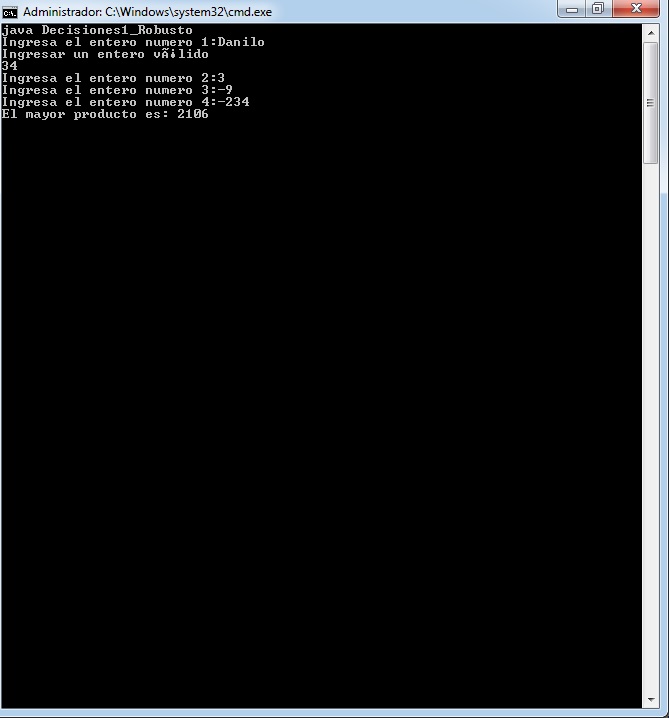 Administrador: C:\Windows\system32\cmd.exe
java Decisiones1_Robusto
Ingresa el entero numero 1:Danilo
Ingresar un entero vÃ¡lido
34
Ingresa el entero numero 2:3
Ingresa el entero numero 3:-9
Ingresa el entero numero 4:-234
El mayor producto es: 2106